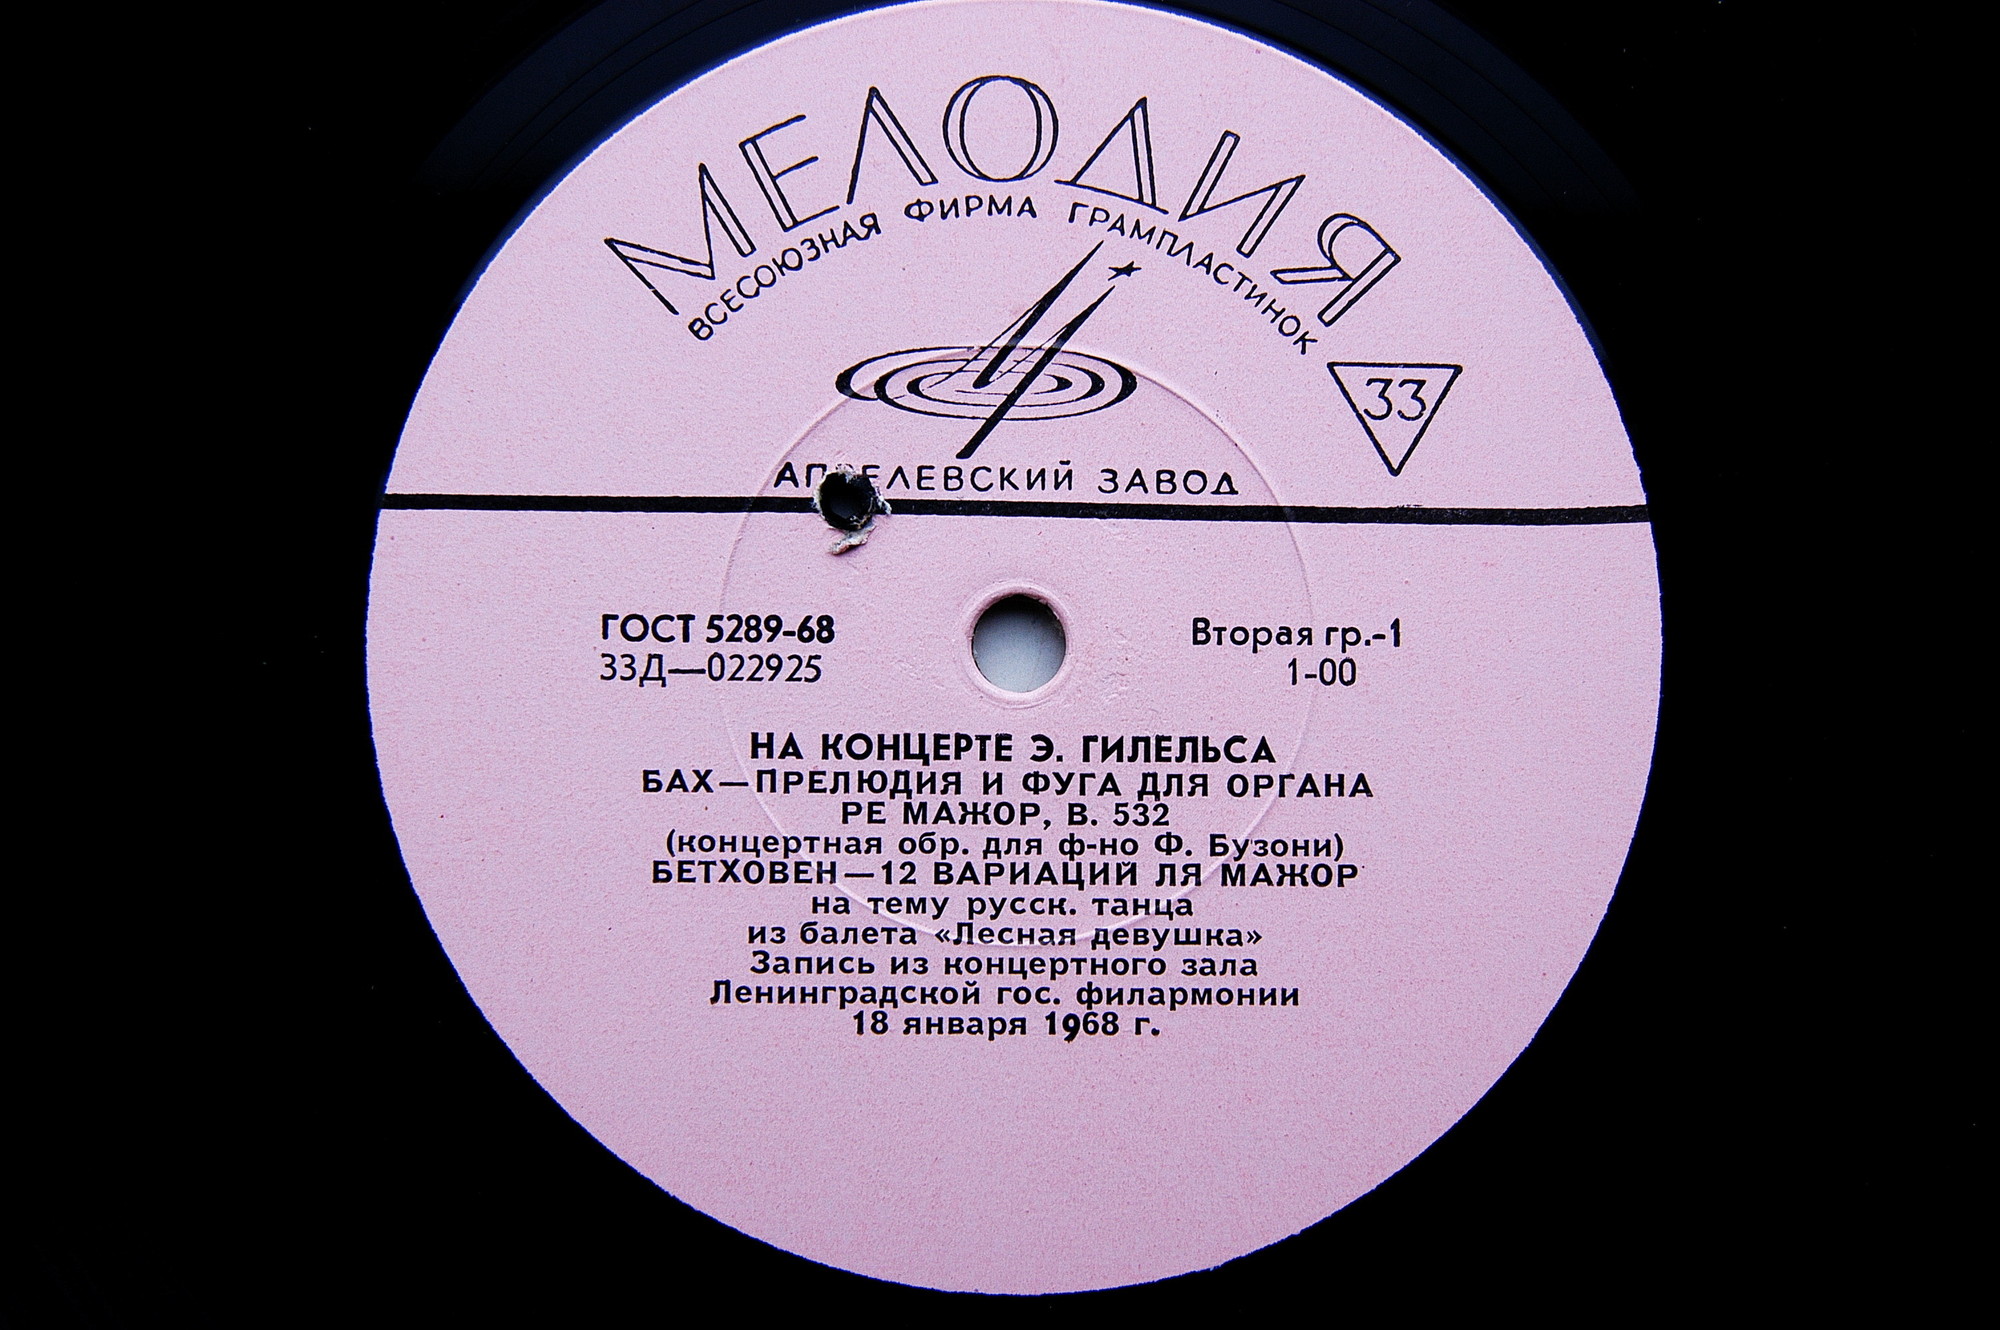 МЕЛОДИЯ
ВСЕСОЮЗНАЯ ФИРМА ГРАМПЛАСТИНОК
33
АПРЕЛЕВСКИЙ ЗАВОД
ГОСТ 5289-68
Вторая гр.-1
33Д—022925
1-00
НА КОНЦЕРТЕ Э. ГИЛЕЛЬСА
БАХ—ПРЕЛЮДИЯ И ФУГА ДЛЯ ОРГАНА
РЕ МАЖОР, В. 532
(концертная обр. для ф-но Ф. Бузони)
БЕТХОВЕН—12 ВАРИАЦИЙ ЛЯ МАЖОР
на тему русск. танца
из балета «Лесная девушка»
Запись из концертного зала
Ленинградской гос. филармонии
18 января 1968 г.